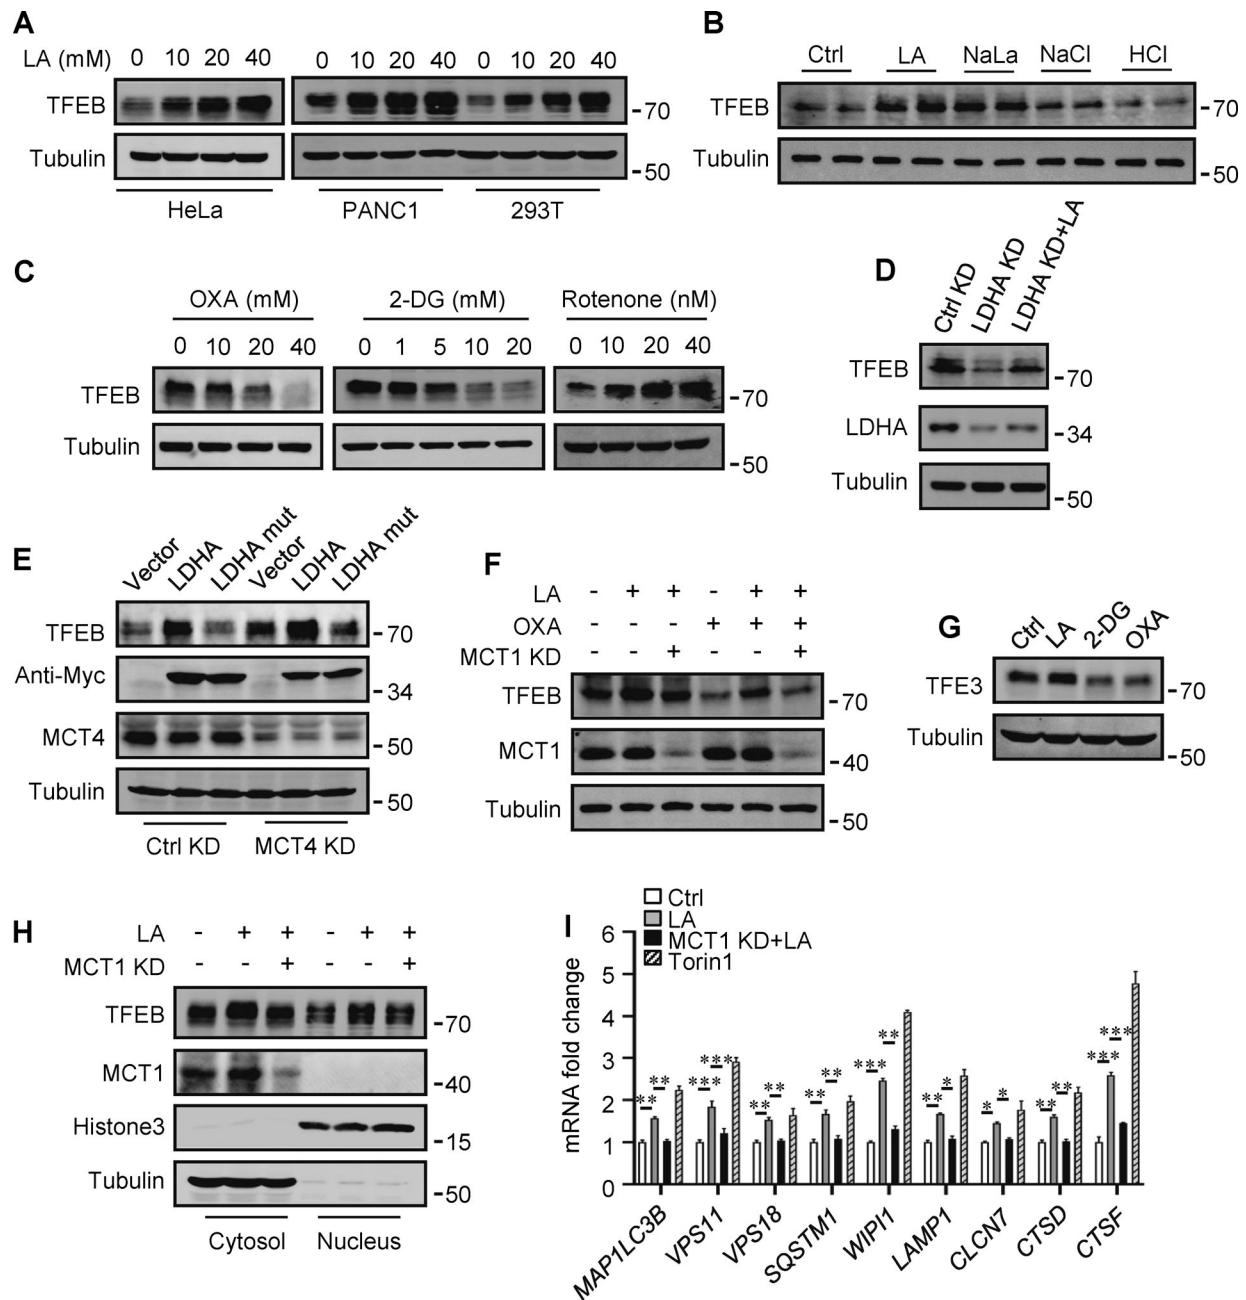 A
LA (mM) 0 10 20 40 0 10 20 40 0 10 20 40
TFEB -70
Tubulin -50
HeLa PANC1 293T
B
Ctrl LA NaLa NaCl HCl
TFEB -70
Tubulin -50
C
OXA (mM) 2-DG (mM) Rotenone (nM)
0 10 20 40 0 1 5 10 20 0 10 20 40
TFEB -70
Tubulin -50
D
Ctrl KD LDHA KD LDHA KD+LA
TFEB -70
LDHA -34
Tubulin -50
E
Vector LDHA LDHA mut Vector LDHA LDHA mut
TFEB -70
Anti-Myc -34
MCT4 -50
Tubulin -50
Ctrl KD MCT4 KD
F
LA - + + - + +
OXA - - - + + +
MCT1 KD - - + - - +
TFEB -70
MCT1 -40
Tubulin -50
G
Ctrl LA 2-DG OXA
TFE3 -70
Tubulin -50
H
LA - + + - + +
MCT1 KD - - + - - +
TFEB -70
MCT1 -40
Histone3 -15
Tubulin -50
Cytosol Nucleus
I
Ctrl
LA
MCT1 KD+LA
Torin1
mRNA fold change
6
5
4
3
2
1
0
** ** *** *** ** ** ** ** *** ** ** * * * ** ** *** ***
MAP1LC3B VPS11 VPS18 SQSTM1 WIPI1 LAMP1 CLCN7 CTSD CTSF